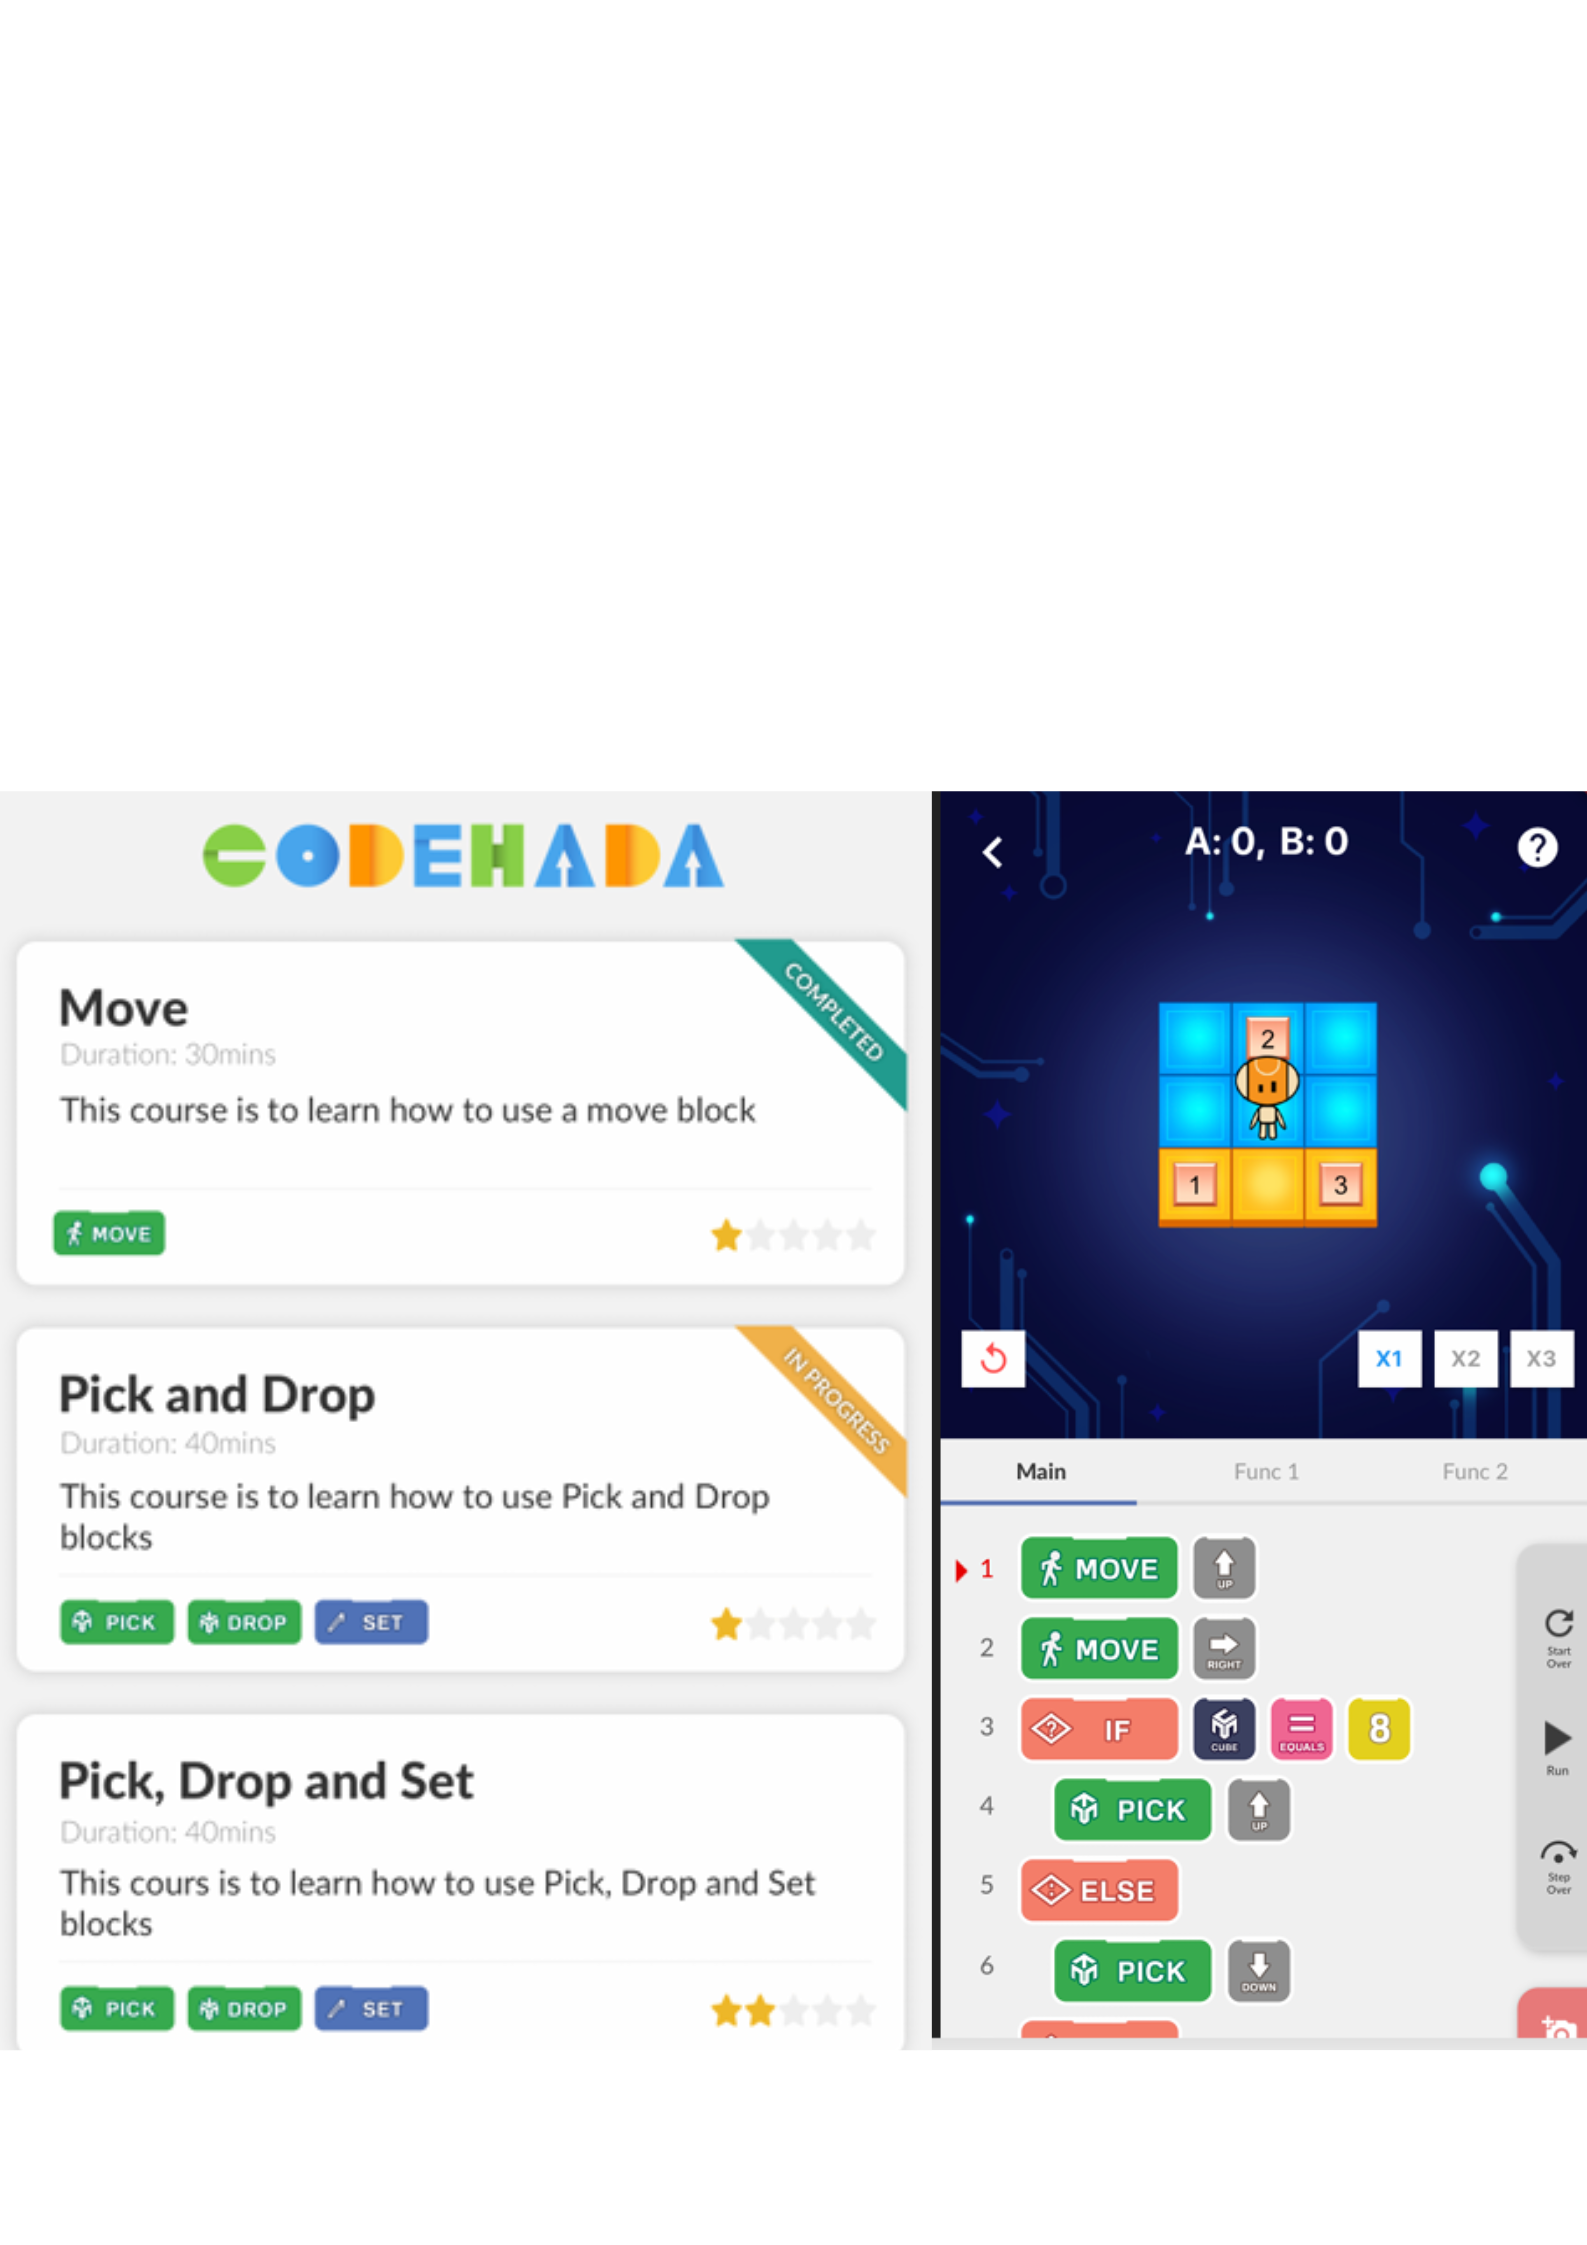 CODEHADA
Move
Duration: 30mins
This course is to learn how to use a move block
COMPLETED
MOVE
Pick and Drop
Duration: 40mins
This course is to learn how to use Pick and Drop
blocks
IN PROGRESS
PICK DROP SET
Pick, Drop and Set
Duration: 40mins
This cours is to learn how to use Pick, Drop and Set
blocks
PICK DROP SET
A: 0, B: 0
?
2
1 3
X1 X2 X3
Main Func 1 Func 2
1 MOVE UP
2 MOVE RIGHT
3 IF CUBE EQUALS 8
4 PICK UP
5 ELSE
6 PICK DOWN
Start
Over
Run
Step
Over